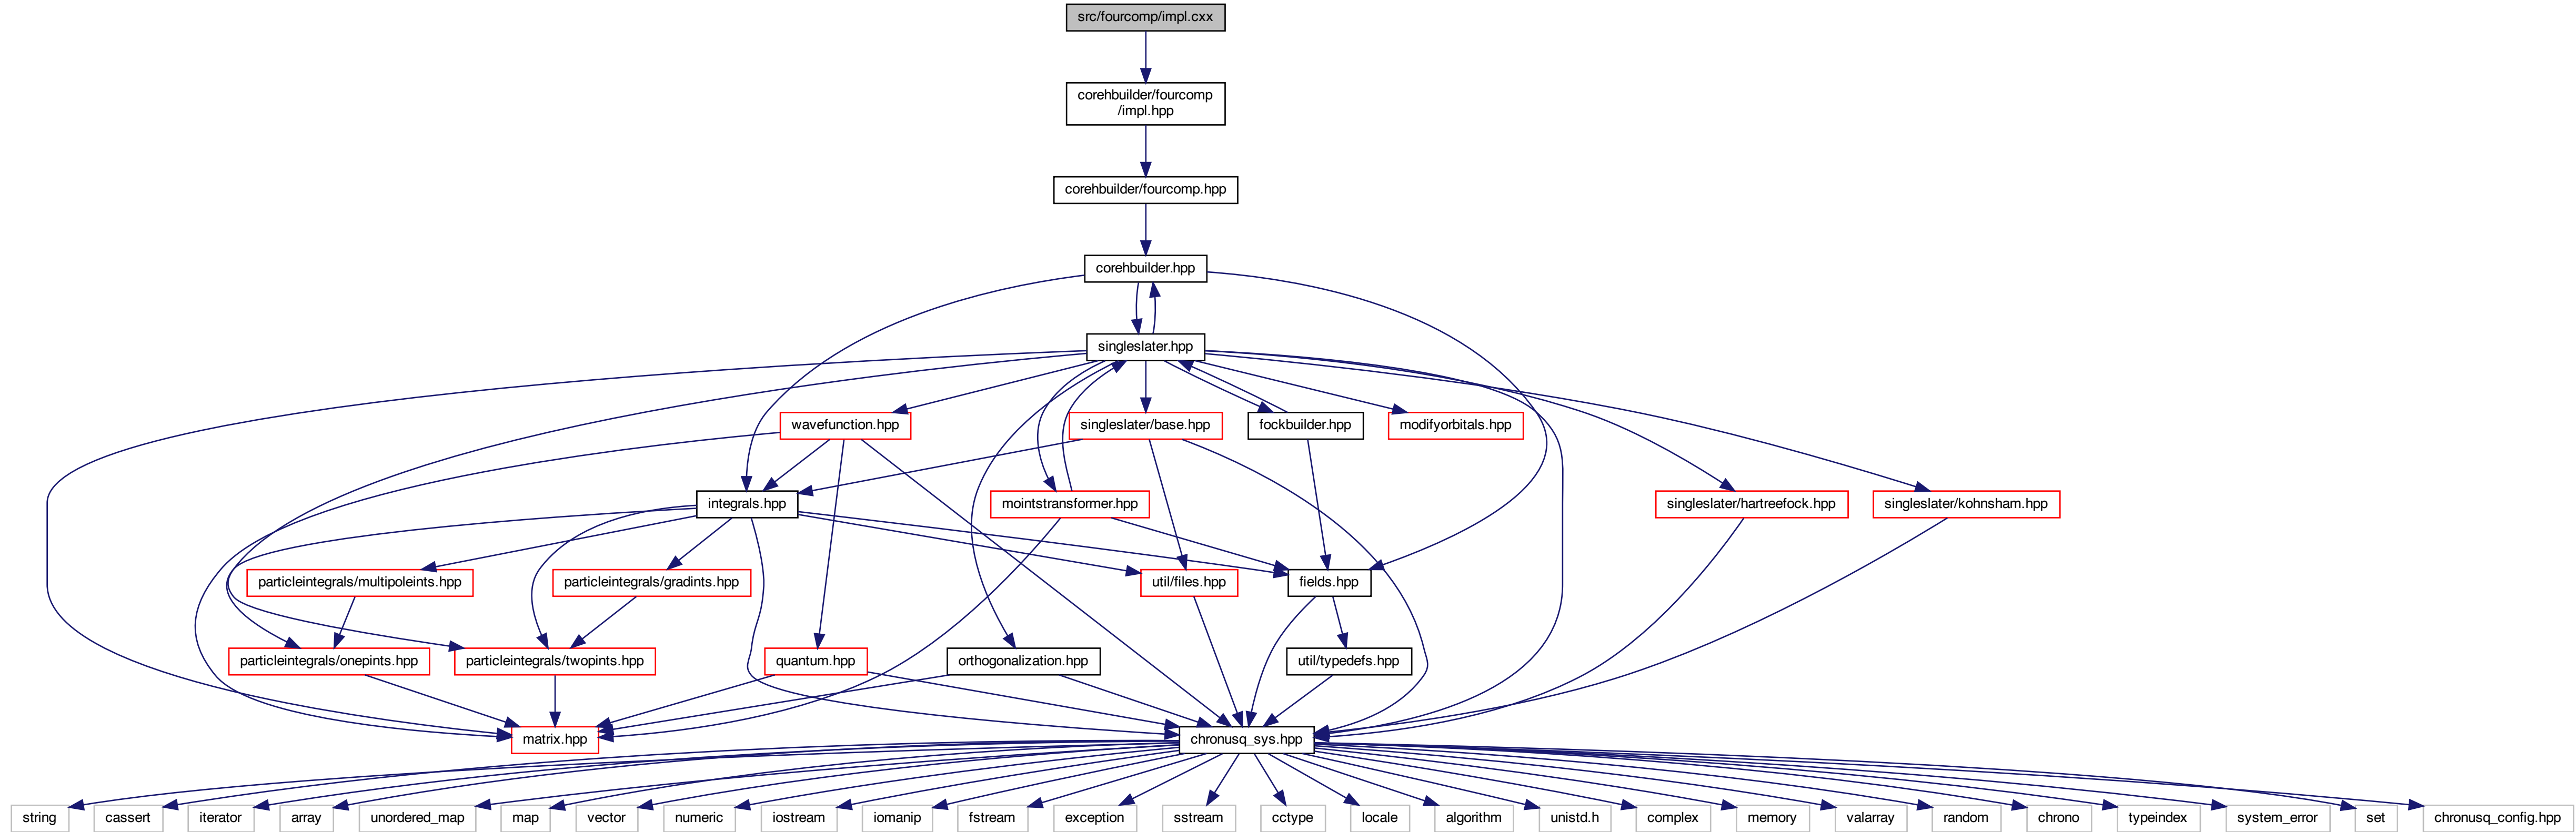 src/fourcomp/impl.cxx
corehbuilder/fourcomp
/impl.hpp
corehbuilder/fourcomp.hpp
corehbuilder.hpp
singleslater.hpp
wavefunction.hpp
singleslater/base.hpp
fockbuilder.hpp
modifyorbitals.hpp
integrals.hpp
mointstransformer.hpp
singleslater/hartreefock.hpp
singleslater/kohnsham.hpp
particleintegrals/multipoleints.hpp
particleintegrals/gradints.hpp
util/files.hpp
fields.hpp
particleintegrals/onepints.hpp
particleintegrals/twopints.hpp
quantum.hpp
orthogonalization.hpp
util/typedefs.hpp
matrix.hpp
chronusq_sys.hpp
string
cassert
iterator
array
unordered_map
map
vector
numeric
iostream
iomanip
fstream
exception
sstream
cctype
locale
algorithm
unistd.h
complex
memory
valarray
random
chrono
typeindex
system_error
set
chronusq_config.hpp